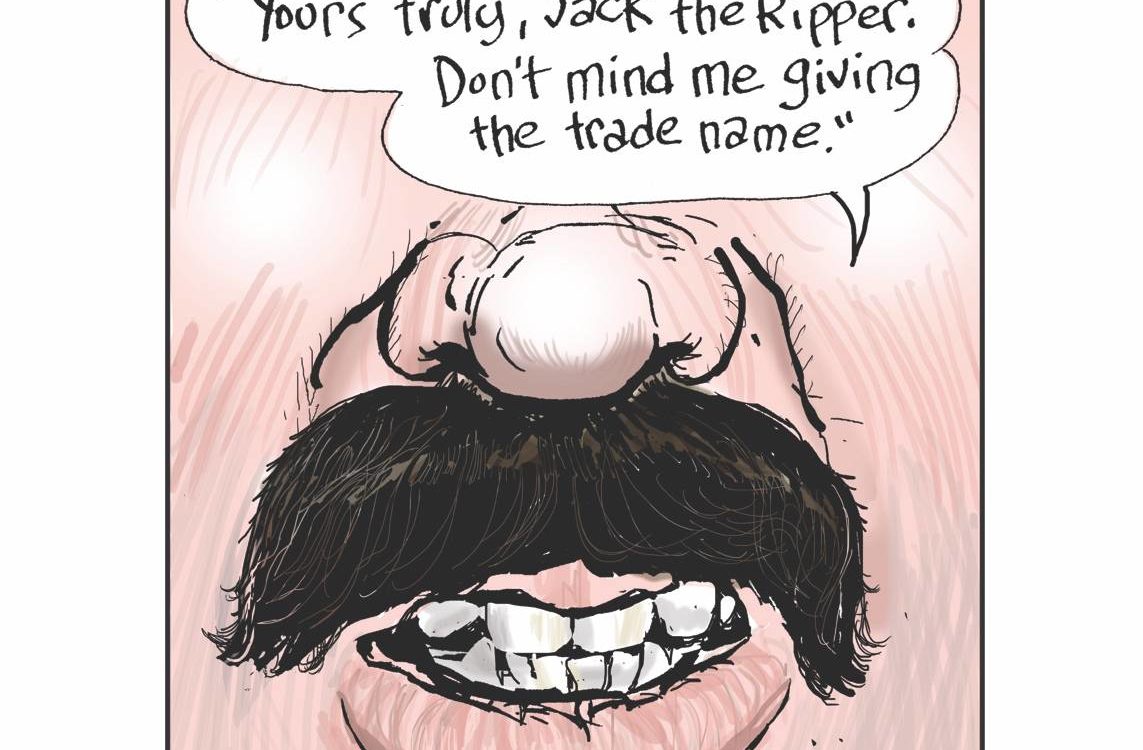 Yours truly, Jack the Ripper.
Don't mind me giving
the trade name."